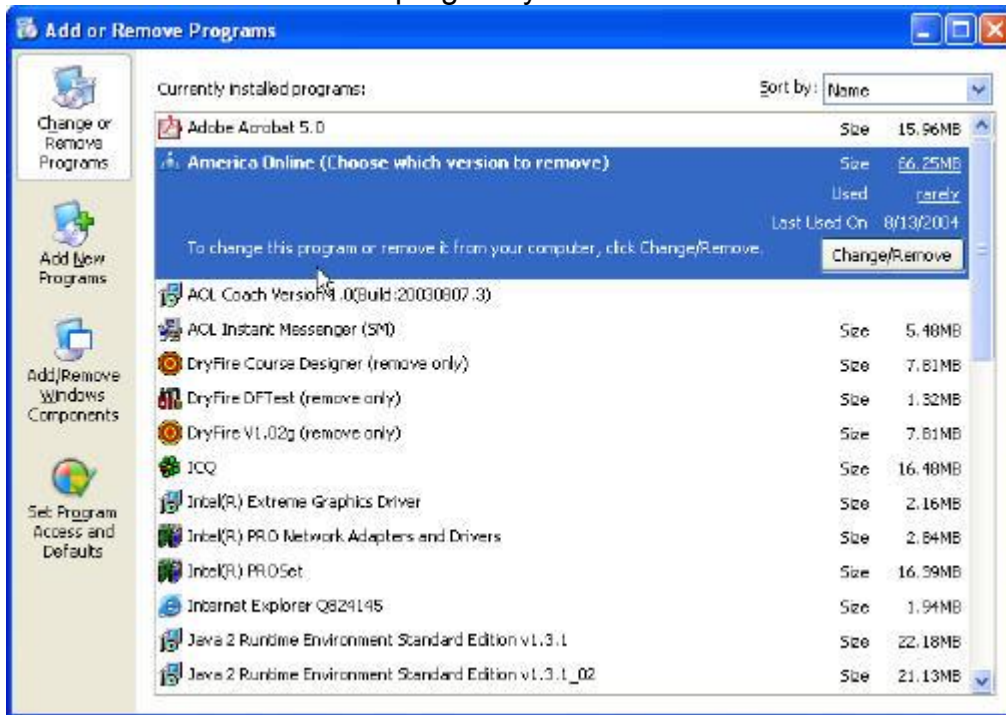 Add or Remove Programs
Change or
Remove
Programs
Add New
Programs
Add/Remove
Windows
Components
Set Program
Access and
Defaults
Currently installed programs:
Sort by: Name
Adobe Acrobat 5.0 Size 15.96MB
America Online (Choose which version to remove) Size 66.25MB
Used rarely
Last Used On 8/13/2004
To change this program or remove it from your computer, click Change/Remove. Change/Remove
AOL Coach Version 1.0(Build:20030807.3)
AOL Instant Messenger (SM) Size 5.48MB
DryFire Course Designer (remove only) Size 7.81MB
DryFire DFTest (remove only) Size 1.32MB
DryFire V1.02g (remove only) Size 7.81MB
ICQ Size 16.48MB
Intel(R) Extreme Graphics Driver Size 2.16MB
Intel(R) PRO Network Adapters and Drivers Size 2.84MB
Intel(R) PROSet Size 16.39MB
Internet Explorer Q824145 Size 1.94MB
Java 2 Runtime Environment Standard Edition v1.3.1 Size 22.18MB
Java 2 Runtime Environment Standard Edition v1.3.1_02 Size 21.13MB